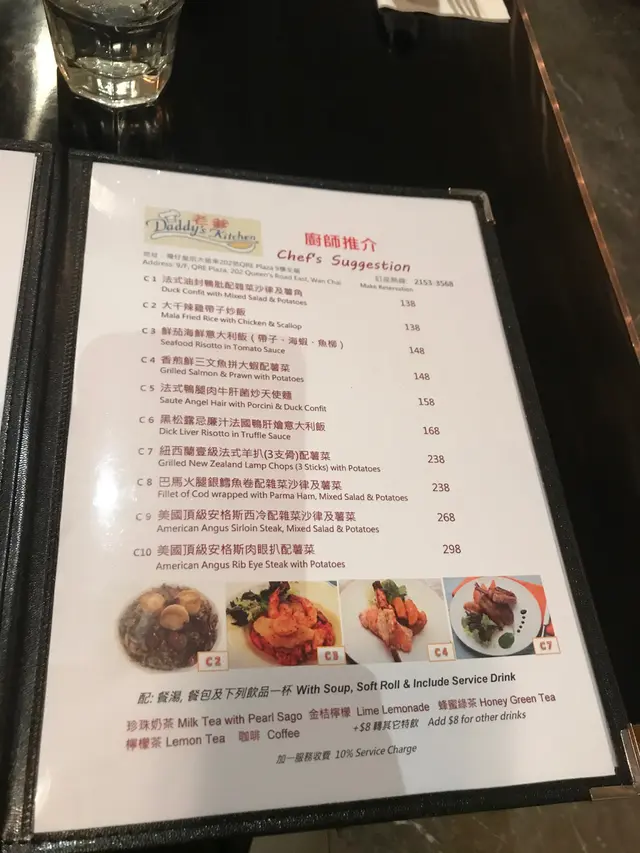 老爹
Daddy's Kitchen
廚師推介
Chef's Suggestion
Address: 9/F, QRE Plaza, 202 Queen's Road East, Wan Chai
訂座熱線: 2153-3568
Make Reservation
C 1 法式油封鴨肶配雜菜沙律及薯角
Duck Confit with Mixed Salad & Potatoes 138
C 2 大千辣雞帶子炒飯
Mala Fried Rice with Chicken & Scallop 138
C 3 鮮茄海鮮意大利飯 ( 帶子、海蝦、魚柳 )
Seafood Risotto in Tomato Sauce 148
C 4 香煎鮮三文魚拼大蝦配薯菜
Grilled Salmon & Prawn with Potatoes 148
C 5 法式鴨腿肉牛肝菌炒天使麵
Saute Angel Hair with Porcini & Duck Confit 158
C 6 黑松露忌廉汁法國鴨肝燴意大利飯
Dick Liver Risotto in Truffle Sauce 168
C 7 紐西蘭壹級法式羊扒(3支骨)配薯菜
Grilled New Zealand Lamp Chops (3 Sticks) with Potatoes 238
C 8 巴馬火腿銀鱈魚卷配雜菜沙律及薯菜
Fillet of Cod wrapped with Parma Ham, Mixed Salad & Potatoes 238
C 9 美國頂級安格斯西冷配雜菜沙律及薯菜
American Angus Sirloin Steak, Mixed Salad & Potatoes 268
C10 美國頂級安格斯肉眼扒配薯菜
American Angus Rib Eye Steak with Potatoes 298
C2 C3 C4 C7
配: 餐湯, 餐包及下列飲品一杯 With Soup, Soft Roll & Include Service Drink
珍珠奶茶 Milk Tea with Pearl Sago 金桔檸檬 Lime Lemonade 蜂蜜綠茶 Honey Green Tea
檸檬茶 Lemon Tea 咖啡 Coffee +$8 轉其它特飲 Add $8 for other drinks
加一服務收費 10% Service Charge